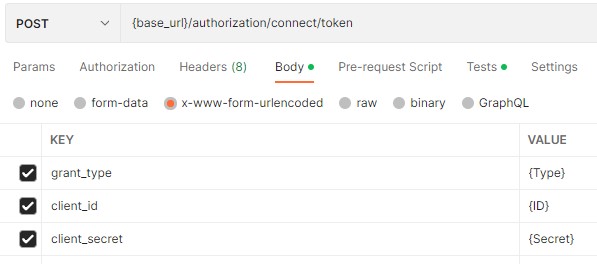 POST {base_url}/authorization/connect/token
Params Authorization Headers (8) Body Pre-request Script Tests Settings
none form-data x-www-form-urlencoded raw binary GraphQL
KEY VALUE
grant_type {Type}
client_id {ID}
client_secret {Secret}